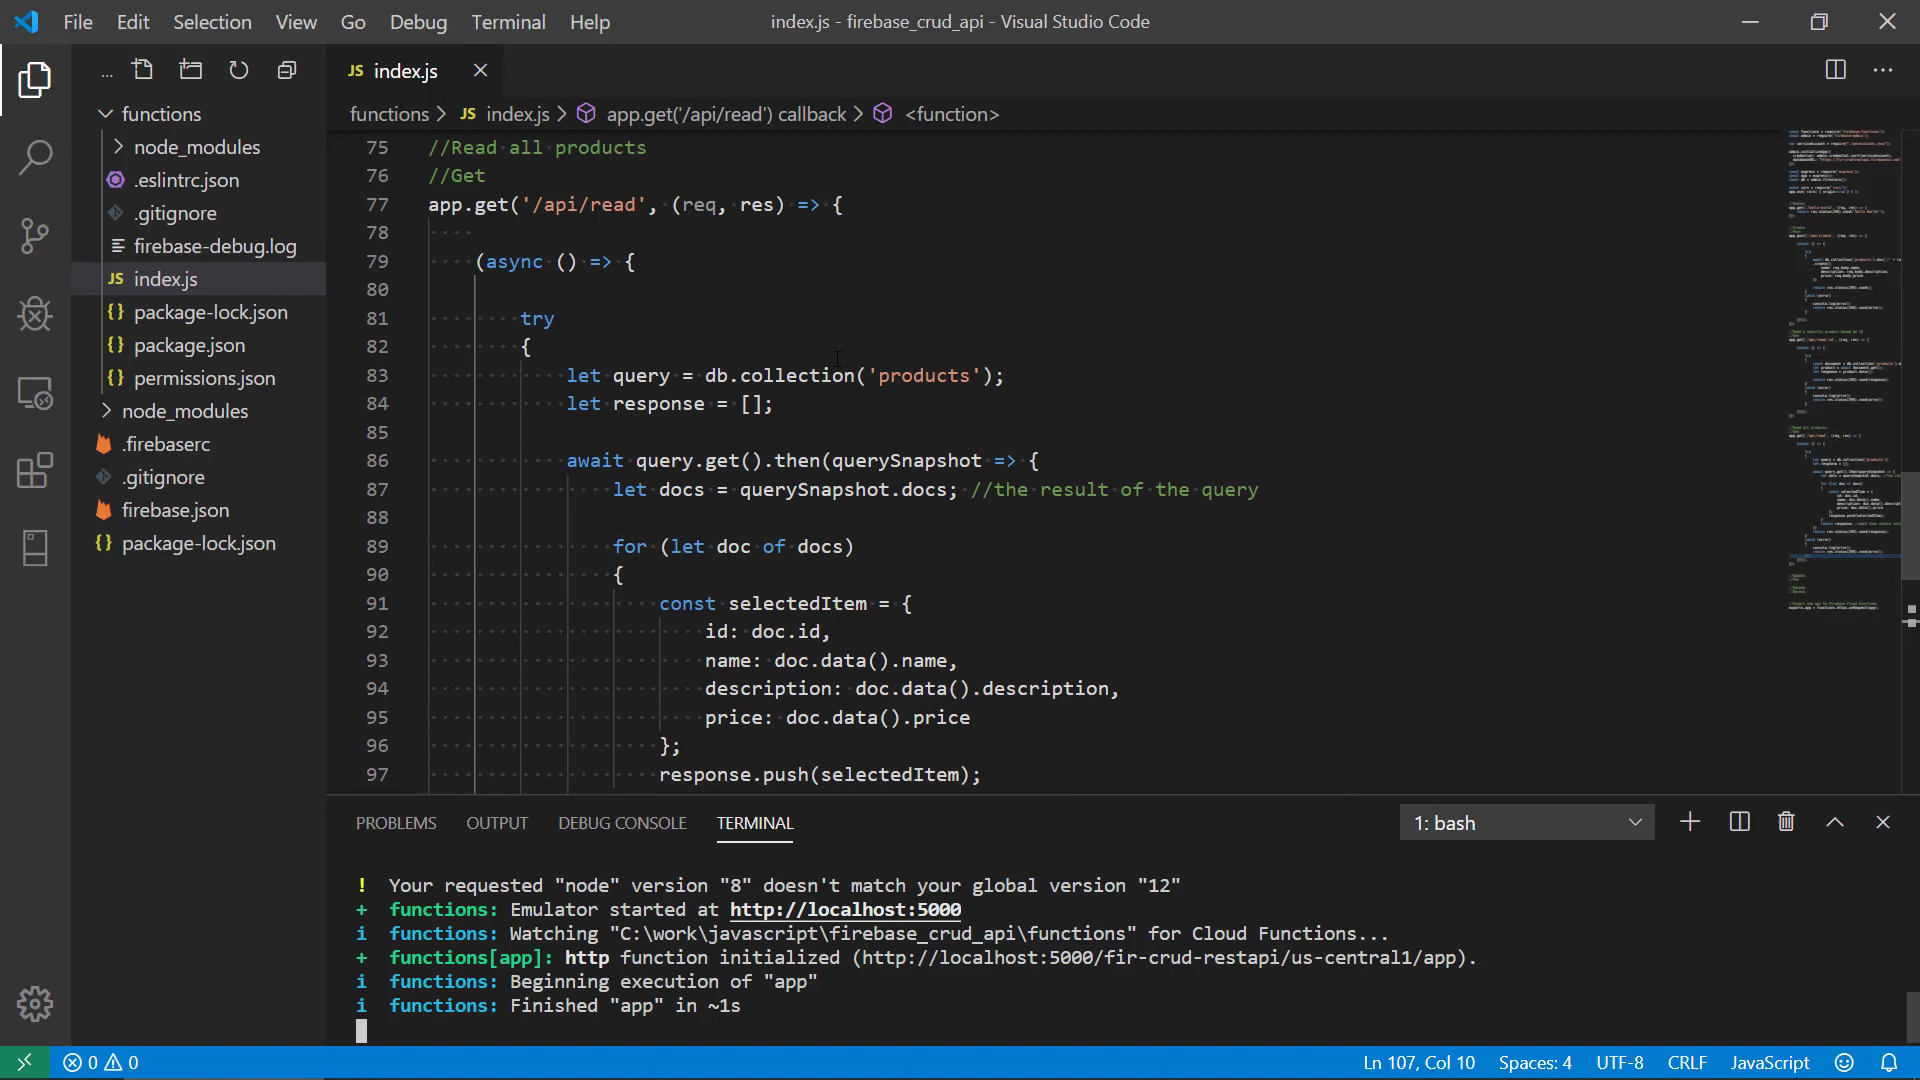 File Edit Selection View Go Debug Terminal Help
index.js - firebase_crud_api - Visual Studio Code
...
JS index.js
functions
node_modules
.eslintrc.json
.gitignore
firebase-debug.log
JS index.js
{} package-lock.json
{} package.json
{} permissions.json
node_modules
.firebaserc
.gitignore
firebase.json
{} package-lock.json
functions > JS index.js > app.get('/api/read') callback > <function>
75 //Read all products
76 //Get
77 app.get('/api/read', (req, res) => {
78
79 (async () => {
80
81 try
82 {
83 let query = db.collection('products');
84 let response = [];
85
86 await query.get().then(querySnapshot => {
87 let docs = querySnapshot.docs; //the result of the query
88
89 for (let doc of docs)
90 {
91 const selectedItem = {
92 id: doc.id,
93 name: doc.data().name,
94 description: doc.data().description,
95 price: doc.data().price
96 };
97 response.push(selectedItem);
PROBLEMS OUTPUT DEBUG CONSOLE TERMINAL
1: bash
! Your requested "node" version "8" doesn't match your global version "12"
+ functions: Emulator started at http://localhost:5000
i functions: Watching "C:\work\javascript\firebase_crud_api\functions" for Cloud Functions...
+ functions[app]: http function initialized (http://localhost:5000/fir-crud-restapi/us-central1/app).
i functions: Beginning execution of "app"
i functions: Finished "app" in ~1s
0 0
Ln 107, Col 10 Spaces: 4 UTF-8 CRLF JavaScript